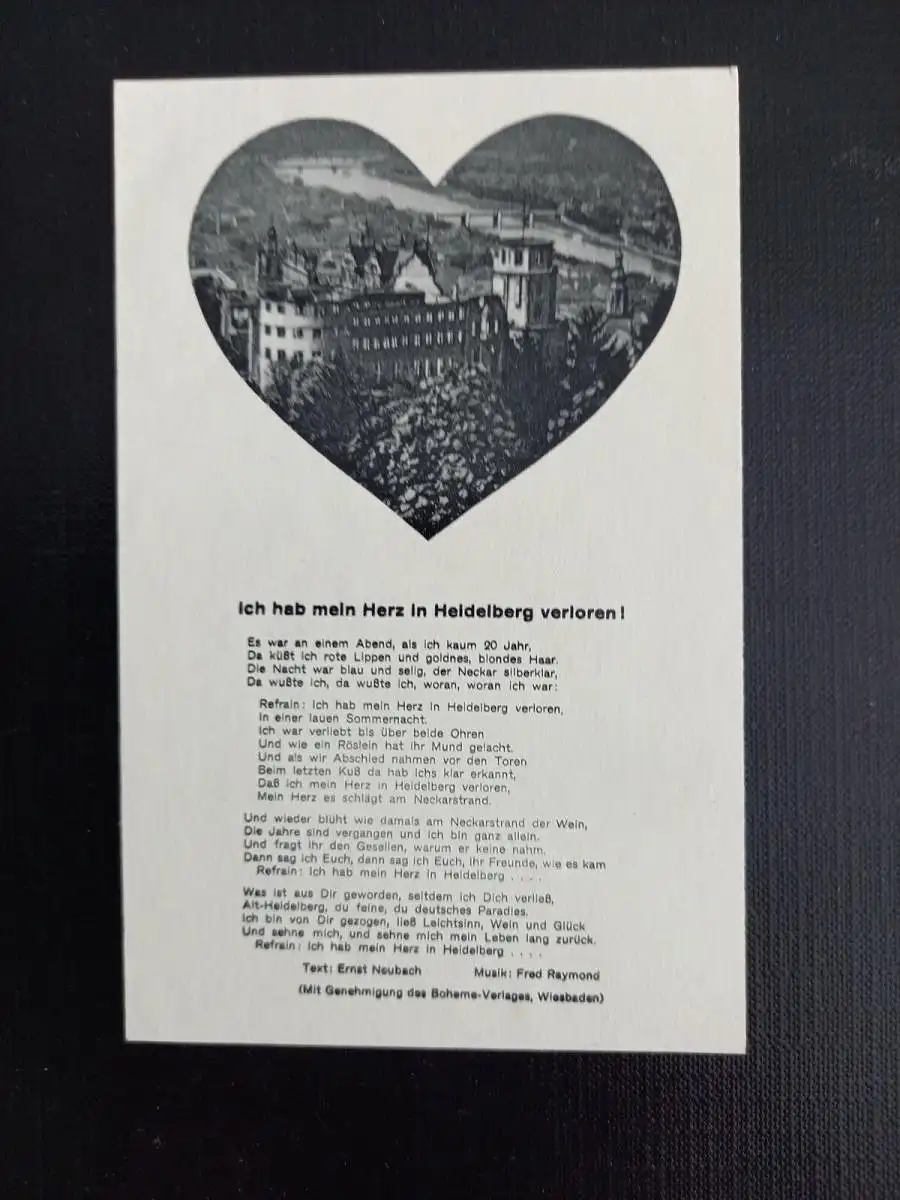 Ich hab mein Herz in Heidelberg verloren!
Es war an einem Abend, als ich kaum 20 Jahr,
Da küßt ich rote Lippen und goldnes, blondes Haar.
Die Nacht war blau und selig, der Neckar silberklar,
Da wußte ich, da wußte ich, woran, woran ich war:
Refrain: Ich hab mein Herz in Heidelberg verloren,
In einer lauen Sommernacht.
Ich war verliebt bis über beide Ohren
Und wie ein Röslein hat ihr Mund gelacht.
Und als wir Abschied nahmen vor den Toren
Beim letzten Kuß da hab ichs klar erkannt,
Daß ich mein Herz in Heidelberg verloren,
Mein Herz es schlägt am Neckarstrand.
Und wieder blüht wie damals am Neckarstrand der Wein,
Die Jahre sind vergangen und ich bin ganz allein.
Und fragt ihr den Gesellen, warum er keine nahm.
Dann sag ich Euch, dann sag ich Euch, ihr Freunde, wie es kam
Refrain: Ich hab mein Herz in Heidelberg . . . .
Was ist aus Dir geworden, seitdem ich Dich verließ,
Alt-Heidelberg, du feine, du deutsches Paradies.
Ich bin von Dir gezogen, ließ Leichtsinn, Wein und Glück
Und sehne mich, und sehne mich mein Leben lang zurück.
Refrain: Ich hab mein Herz in Heidelberg . . . .
Text: Ernst Neubach Musik: Fred Raymond
(Mit Genehmigung des Boheme-Verlages, Wiesbaden)